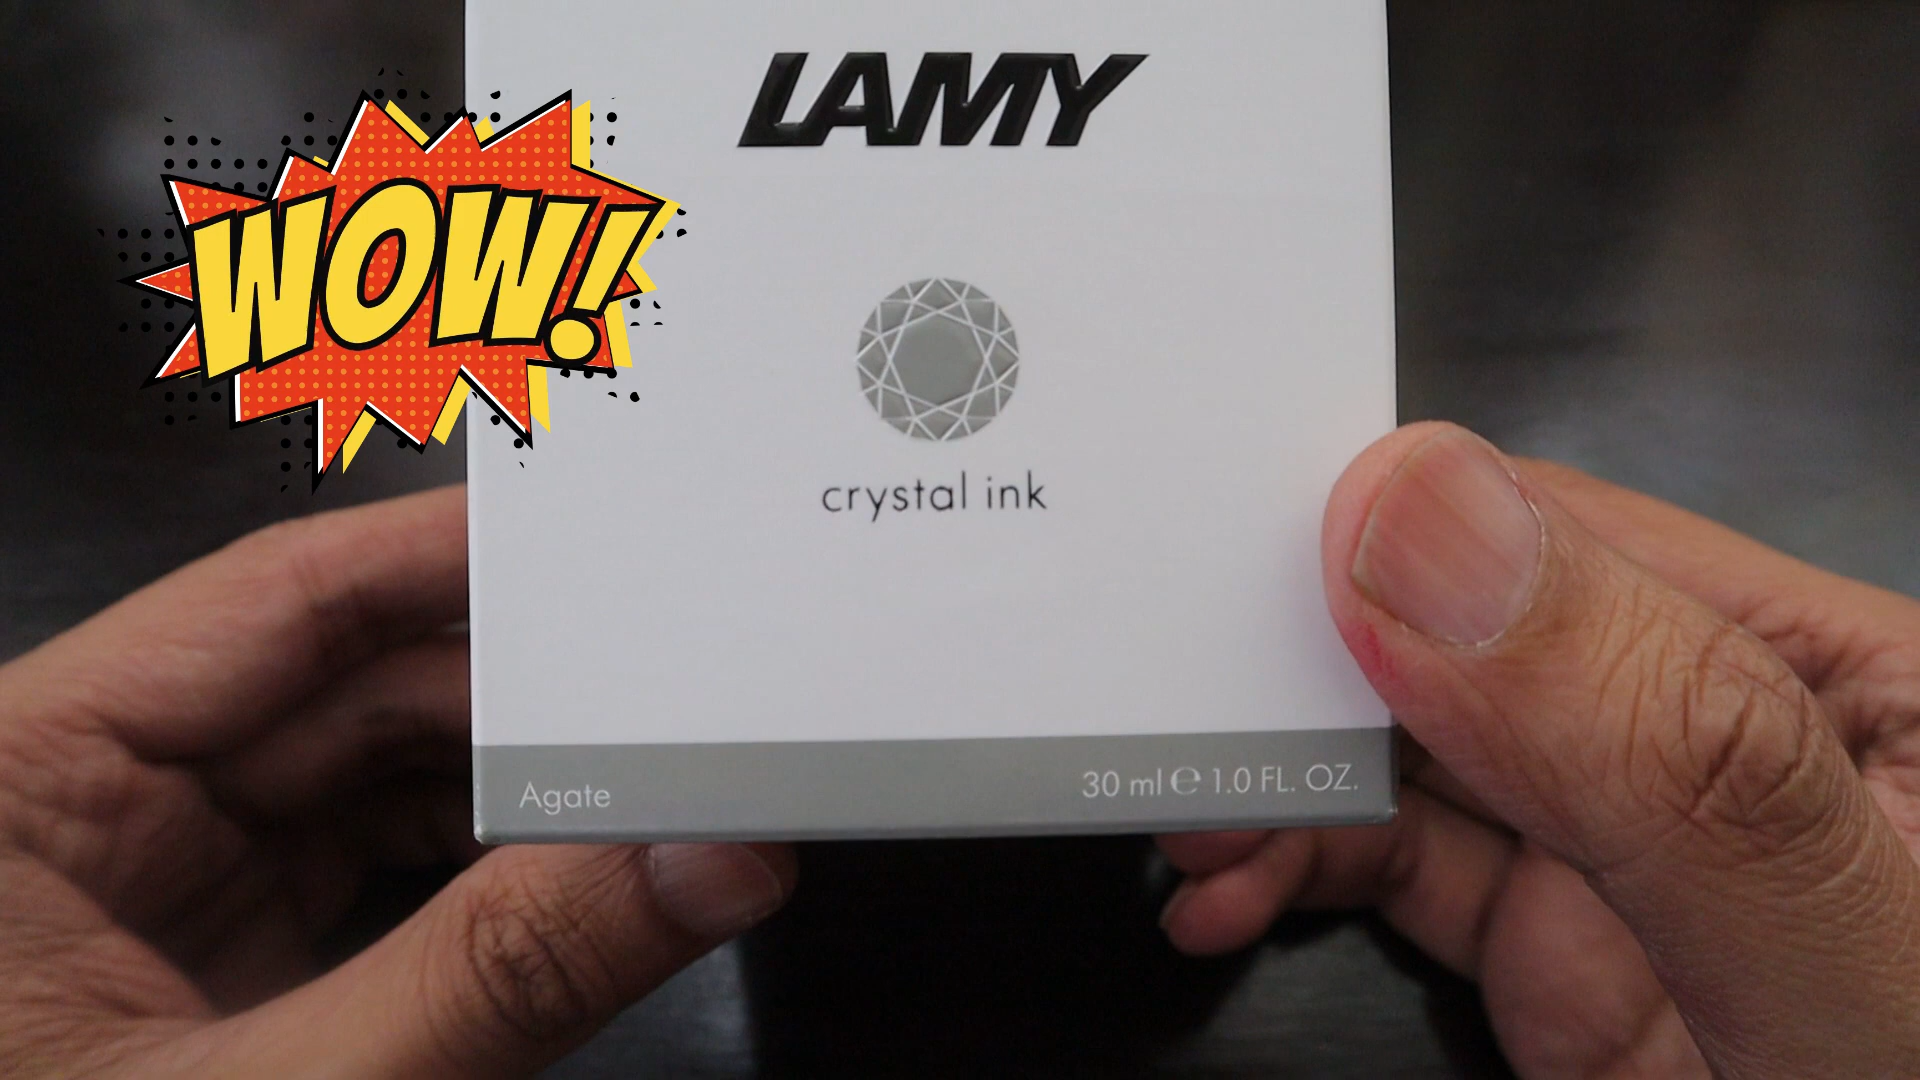 LAMY
WOW!
crystal ink
Agate
30 ml ℮ 1.0 FL. OZ.